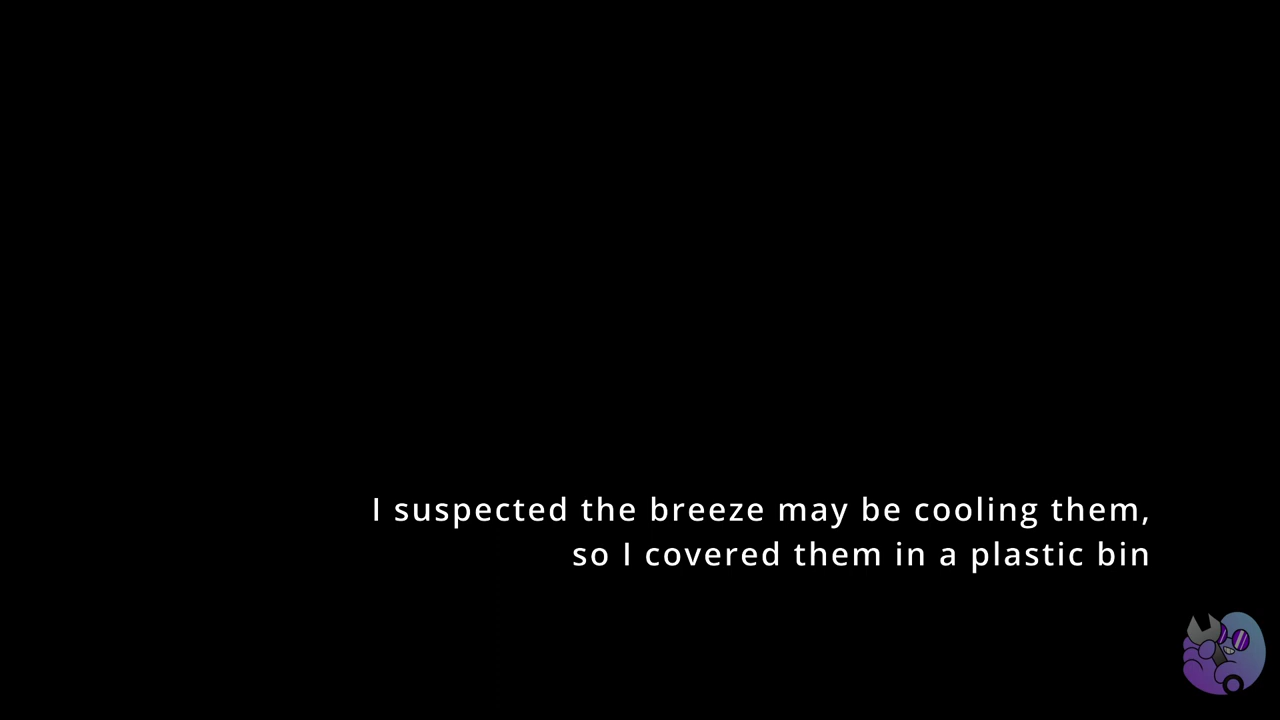 I suspected the breeze may be cooling them,
so I covered them in a plastic bin